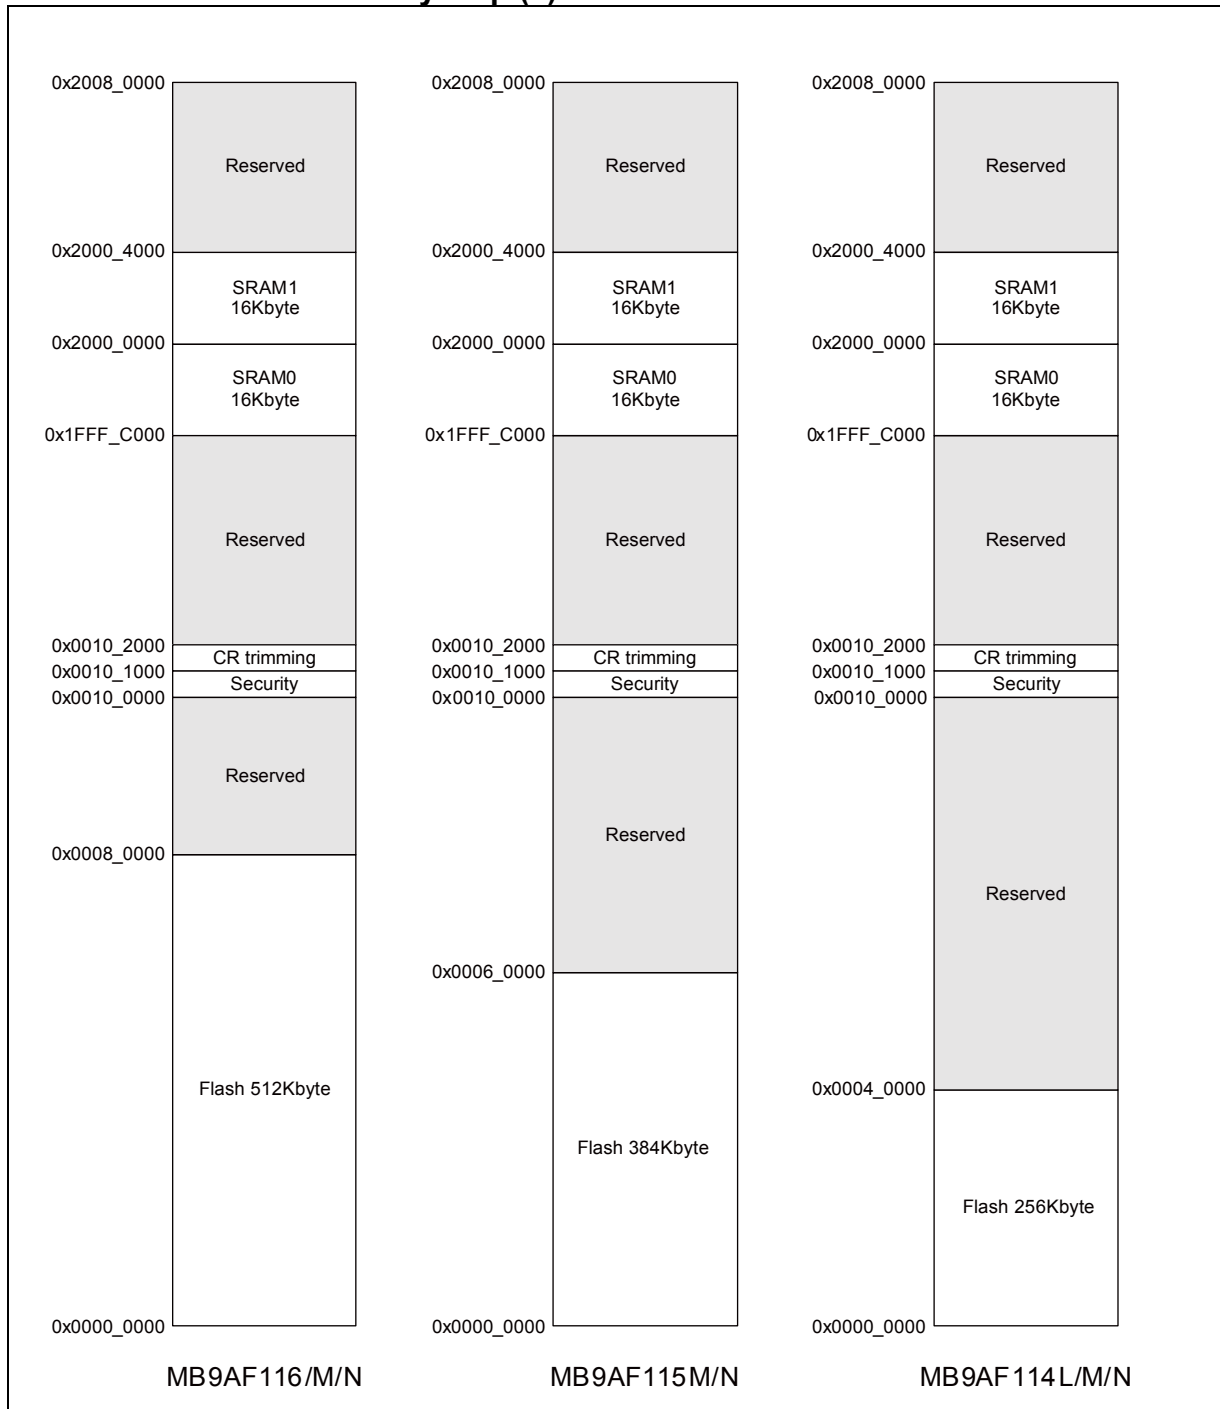 0x2008_0000
Reserved
0x2000_4000
SRAM1
16Kbyte
0x2000_0000
SRAM0
16Kbyte
0x1FFF_C000
Reserved
0x0010_2000
CR trimming
0x0010_1000
Security
0x0010_0000
Reserved
0x0008_0000
Flash 512Kbyte
0x0000_0000
MB9AF116/M/N
0x2008_0000
Reserved
0x2000_4000
SRAM1
16Kbyte
0x2000_0000
SRAM0
16Kbyte
0x1FFF_C000
Reserved
0x0010_2000
CR trimming
0x0010_1000
Security
0x0010_0000
Reserved
0x0006_0000
Flash 384Kbyte
0x0000_0000
MB9AF115M/N
0x2008_0000
Reserved
0x2000_4000
SRAM1
16Kbyte
0x2000_0000
SRAM0
16Kbyte
0x1FFF_C000
Reserved
0x0010_2000
CR trimming
0x0010_1000
Security
0x0010_0000
Reserved
0x0004_0000
Flash 256Kbyte
0x0000_0000
MB9AF114L/M/N